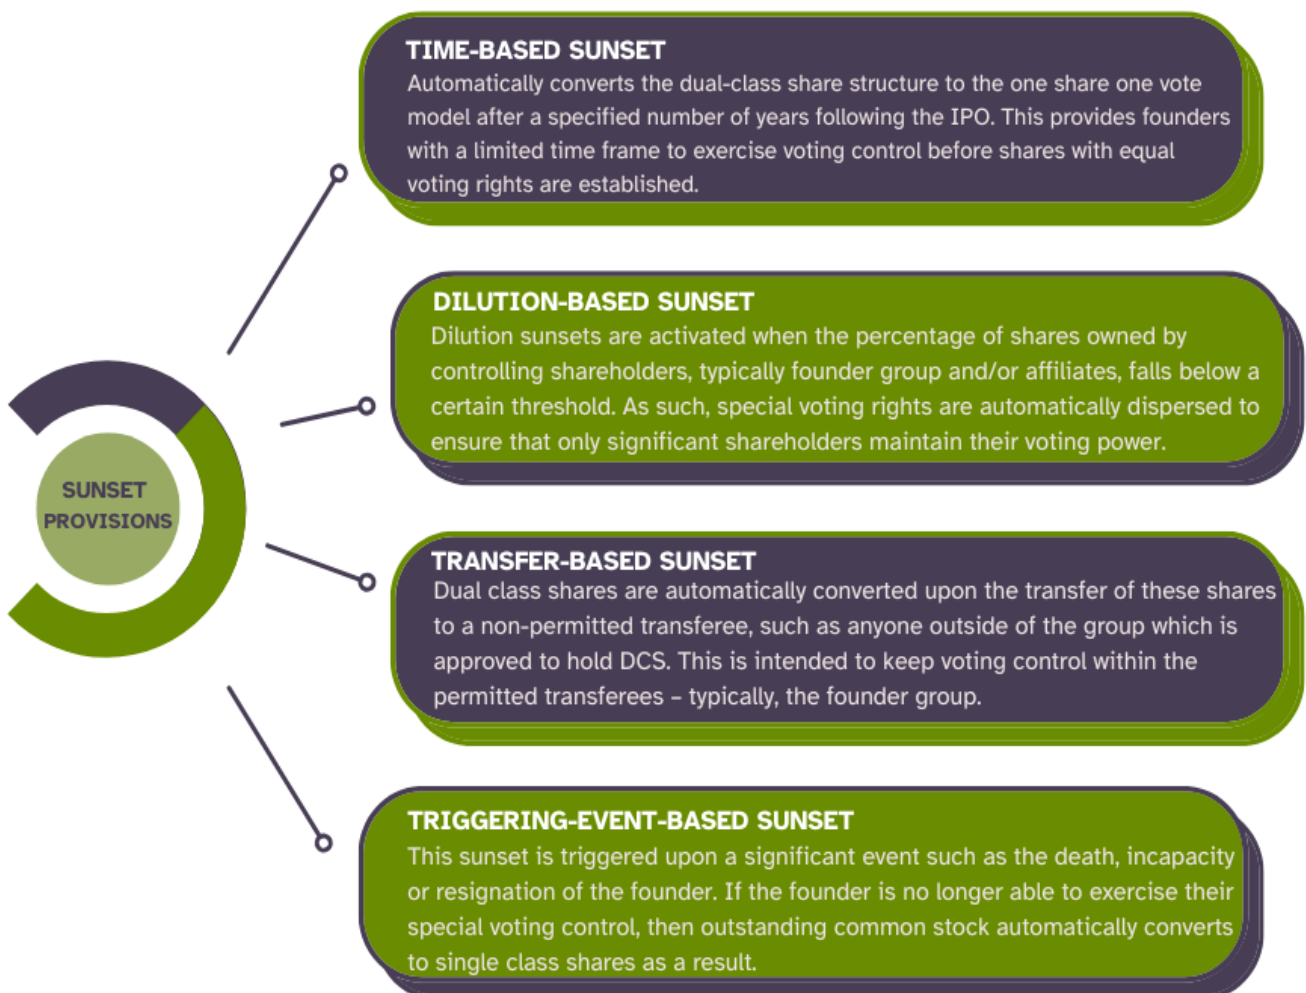 TIME-BASED SUNSET
Automatically converts the dual-class share structure to the one share one vote
model after a specified number of years following the IPO. This provides founders
with a limited time frame to exercise voting control before shares with equal
voting rights are established.
DILUTION-BASED SUNSET
Dilution sunsets are activated when the percentage of shares owned by
controlling shareholders, typically founder group and/or affiliates, falls below a
certain threshold. As such, special voting rights are automatically dispersed to
ensure that only significant shareholders maintain their voting power.
SUNSET
PROVISIONS
TRANSFER-BASED SUNSET
Dual class shares are automatically converted upon the transfer of these shares
to a non-permitted transferee, such as anyone outside of the group which is
approved to hold DCS. This is intended to keep voting control within the
permitted transferees – typically, the founder group.
TRIGGERING-EVENT-BASED SUNSET
This sunset is triggered upon a significant event such as the death, incapacity
or resignation of the founder. If the founder is no longer able to exercise their
special voting control, then outstanding common stock automatically converts
to single class shares as a result.